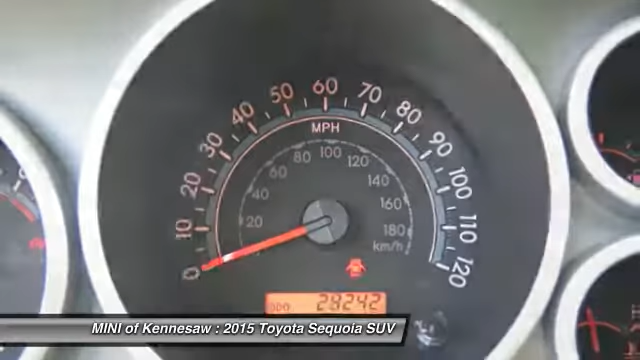 50 60 70
40 80
MPH
30 90
80 100 120
20 60 140 100
40 160
10 20 180 110
km/h
0 120
ODO 28242
MINI of Kennesaw : 2015 Toyota Sequoia SUV